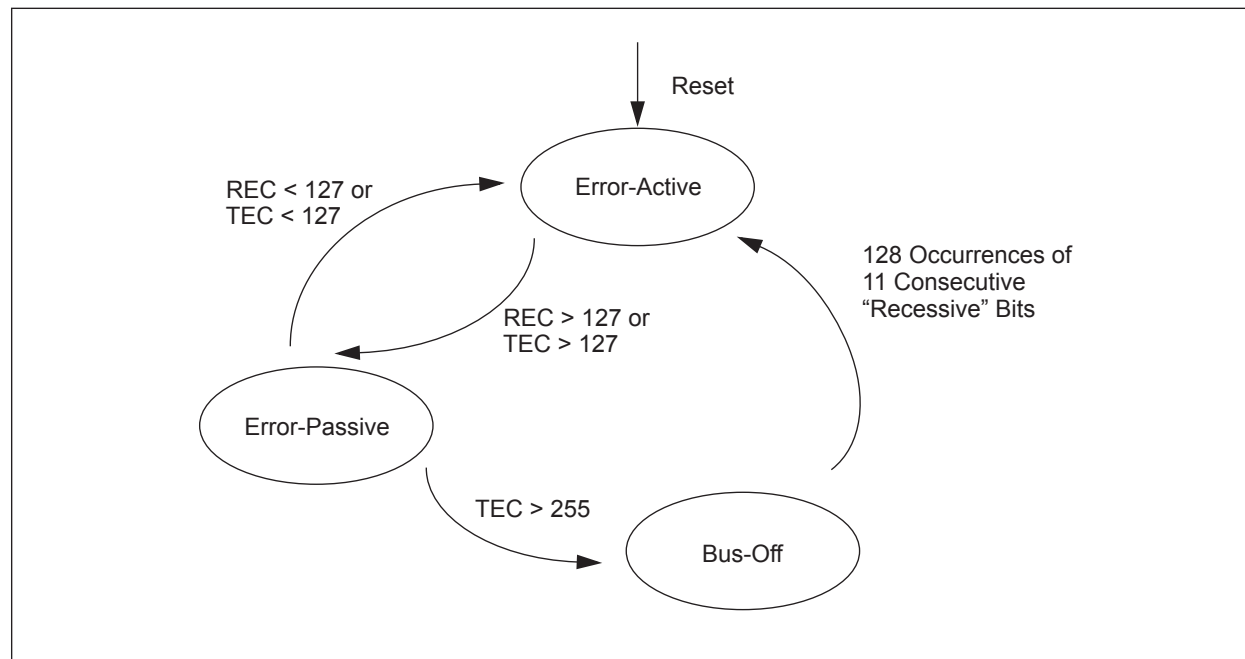 Reset
Error-Active
REC < 127 or
TEC < 127
128 Occurrences of
11 Consecutive
“Recessive” Bits
REC > 127 or
TEC > 127
Error-Passive
TEC > 255
Bus-Off